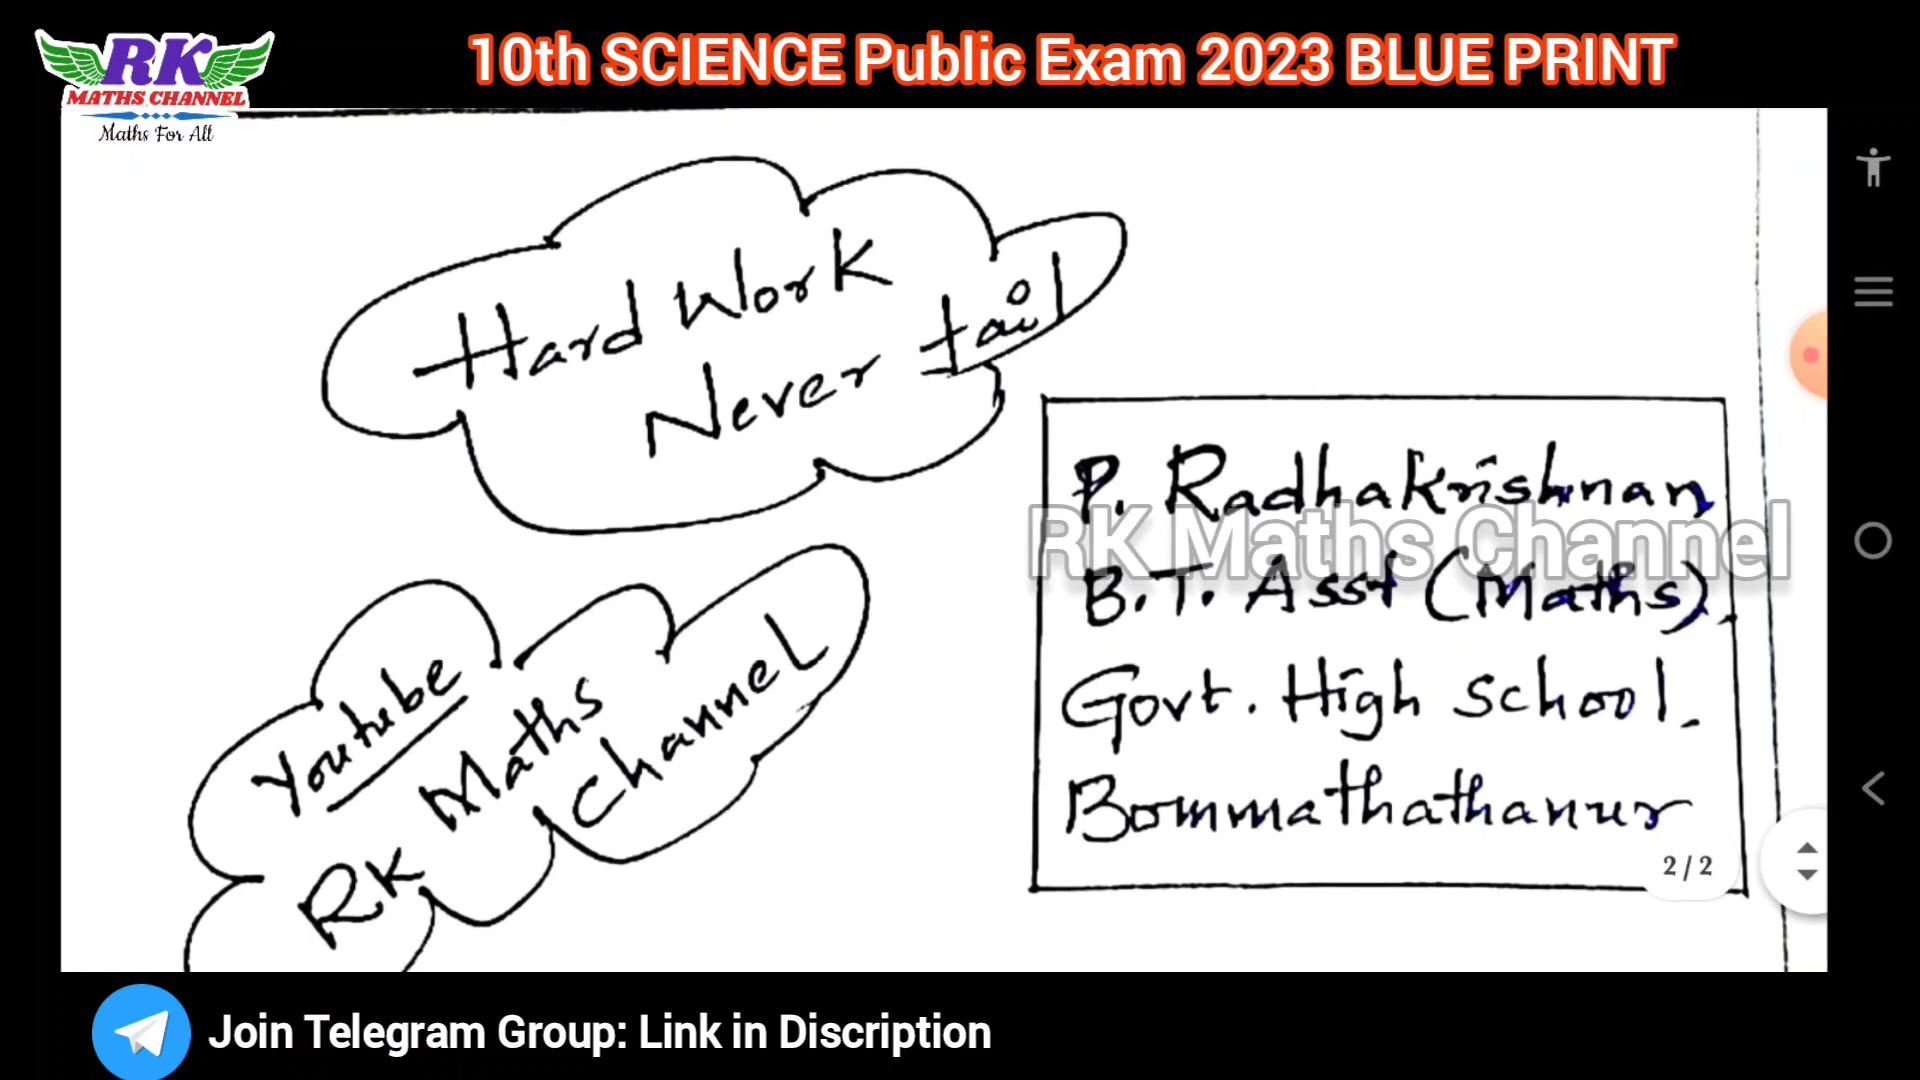 RK
MATHS CHANNEL
Maths For All
10th SCIENCE Public Exam 2023 BLUE PRINT
Hard Work
Never fail
P. Radhakrishnan
RK Maths Channel
B.T. Asst (Maths).
Govt. High School.
Bommathathanur
Youtube
RK Maths
Channel
2/2
Join Telegram Group: Link in Discription